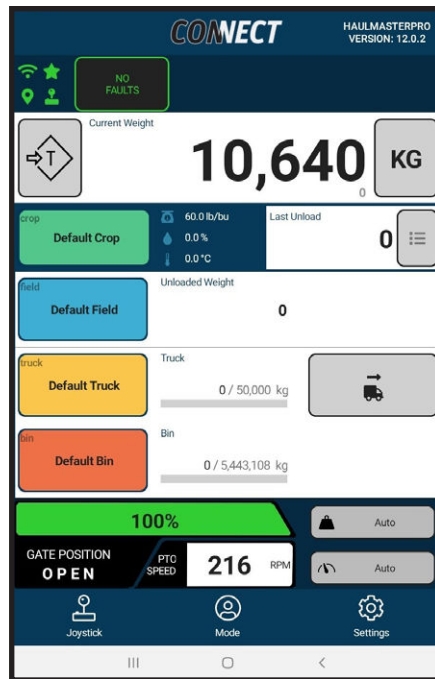 CONNECT
HAULMASTERPRO
VERSION: 12.0.2
NO
FAULTS
Current Weight
T
10,640
0
KG
crop
Default Crop
60.0 lb/bu
0.0 %
0.0 °C
Last Unload
0
field
Default Field
Unloaded Weight
0
truck
Default Truck
Truck
0 / 50,000 kg
bin
Default Bin
Bin
0 / 5,443,108 kg
100%
Auto
GATE POSITION
OPEN
PTO
SPEED
216
RPM
Auto
Joystick
Mode
Settings